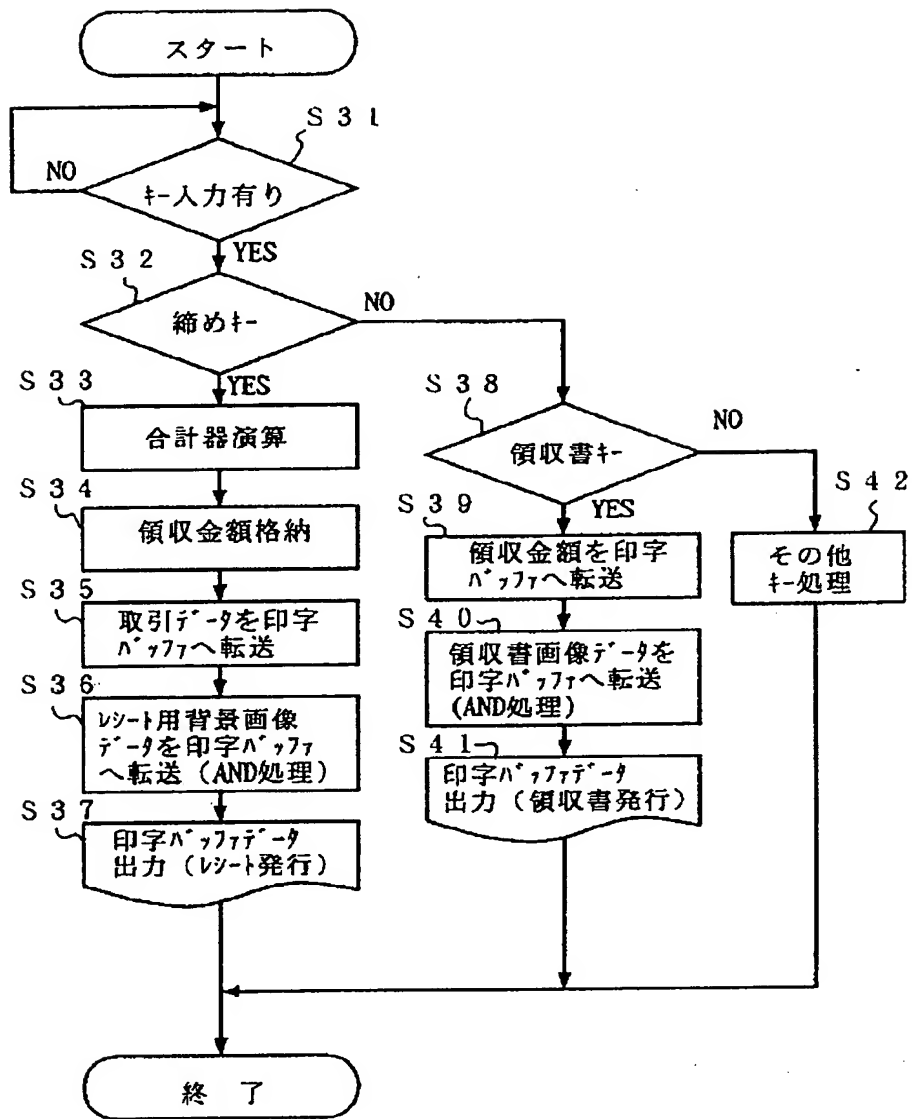 スタート
S31
NO
キー入力有り
YES
S32
締めキー
NO
YES
S33
合計器演算
S34
領収金額格納
S35
取引データを印字
バッファへ転送
S36
レシート用背景画像
データを印字バッファ
へ転送(AND処理)
S37
印字バッファデータ
出力(レシート発行)
S38
領収書キー
NO
YES
S39
領収金額を印字
バッファへ転送
S40
領収書画像データを
印字バッファへ転送
(AND処理)
S41
印字バッファデータ
出力(領収書発行)
S42
その他
キー処理
終了